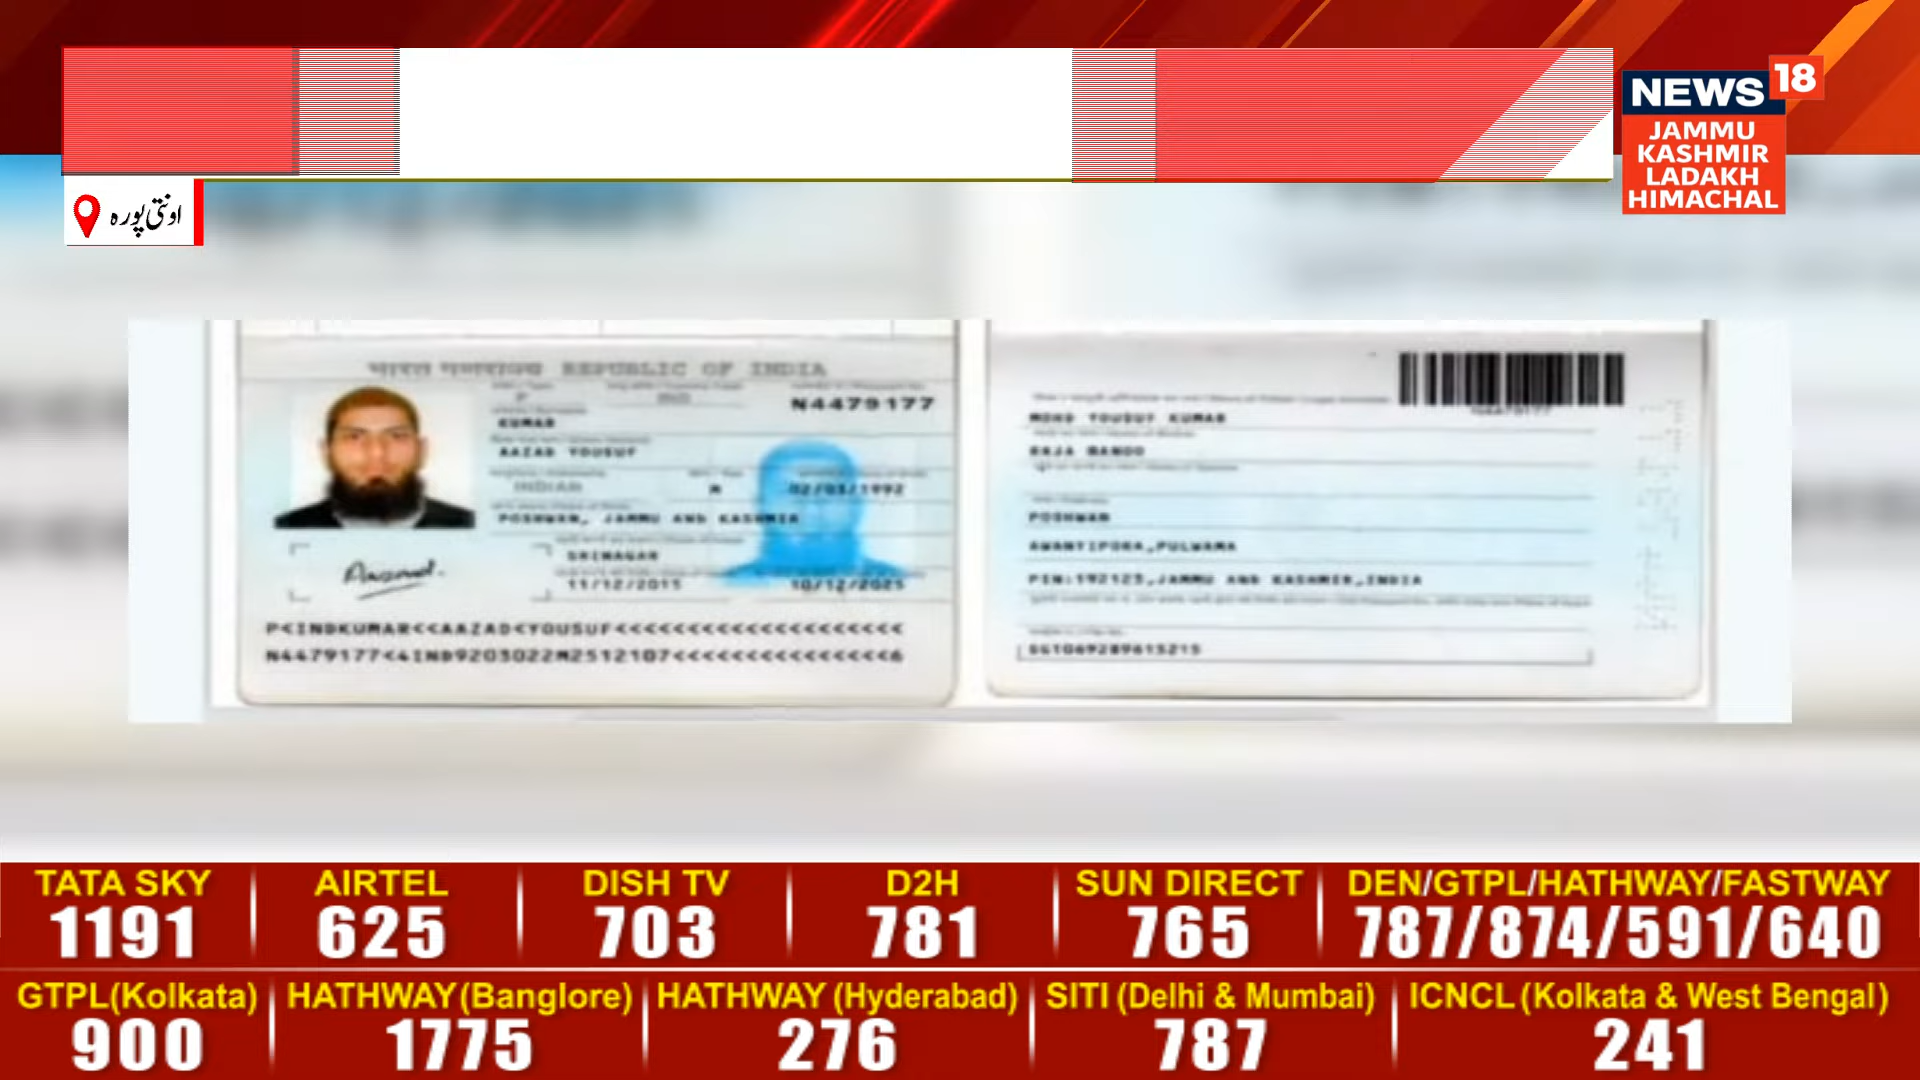 NEWS 18
JAMMU
KASHMIR
LADAKH
HIMACHAL
اونتی پورہ
REPUBLIC OF INDIA
N4479177
KUMAR
AAZAD YOUSUF
INDIAN
M
POSHWAN, JAMMU AND KASHMIR
SRINAGAR
11/12/2015 10/12/2025
P<INDKUMAR<<AAZAD<YOUSUF<<<<<<<<<<<<<<<<<<<<
N4479177<4IND9203022M2512107<<<<<<<<<<<<<<<<6
MOHD YOUSUF KUMAR
RAJA BANOO
POSHWAN
AWANTIPORA,PULWAMA
PIN:192123,JAMMU AND KASHMIR,INDIA
TATA SKY
1191
AIRTEL
625
DISH TV
703
D2H
781
SUN DIRECT
765
DEN/GTPL/HATHWAY/FASTWAY
787/874/591/640
GTPL(Kolkata)
900
HATHWAY(Banglore)
1775
HATHWAY (Hyderabad)
276
SITI (Delhi & Mumbai)
787
ICNCL (Kolkata & West Bengal)
241